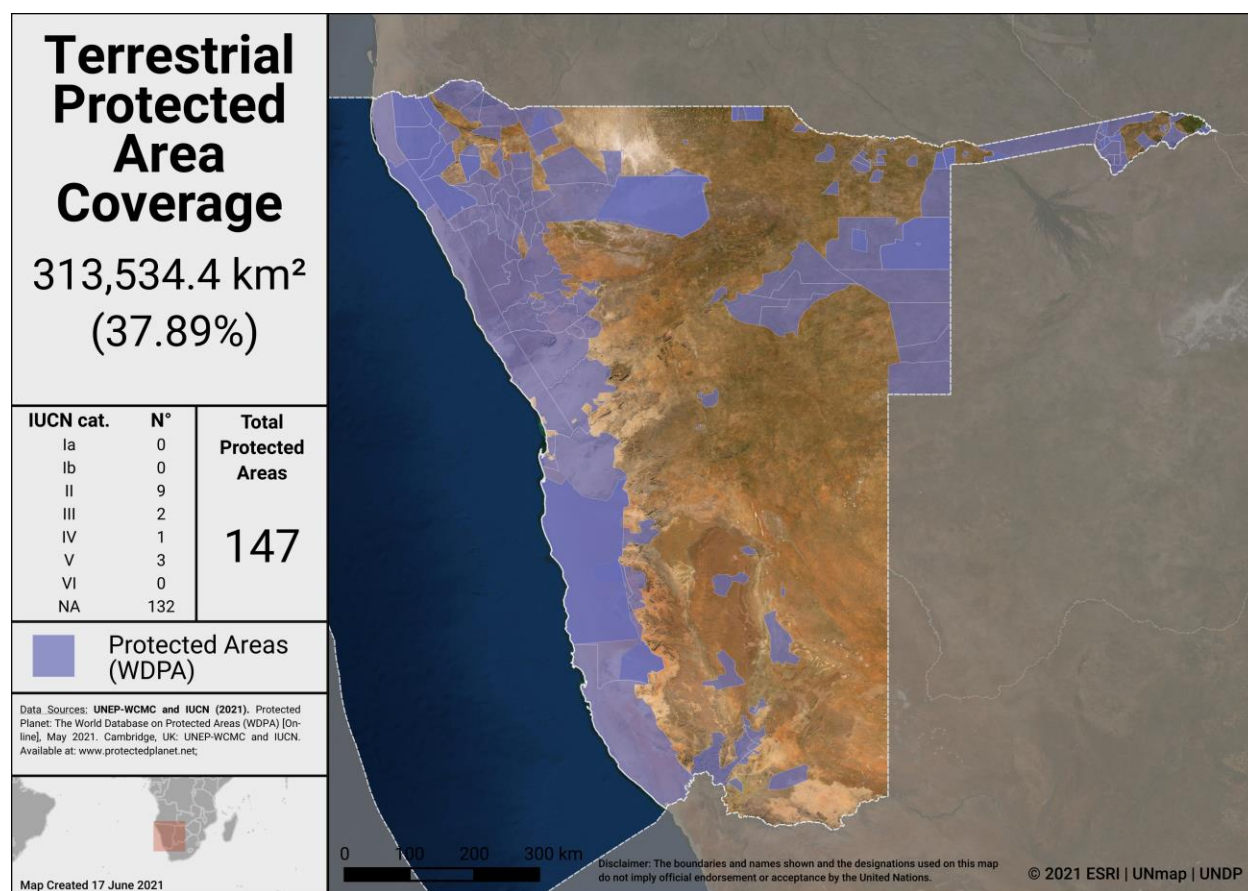 Terrestrial
Protected
Area
Coverage
313,534.4 km²
(37.89%)
IUCN cat. N°
Ia 0
Ib 0
II 9
III 2
IV 1
V 3
VI 0
NA 132
Total
Protected
Areas
147
Protected Areas
(WDPA)
Data Sources: UNEP-WCMC and IUCN (2021). Protected
Planet: The World Database on Protected Areas (WDPA) [On-
line], May 2021. Cambridge, UK: UNEP-WCMC and IUCN.
Available at: www.protectedplanet.net;
Map Created 17 June 2021
0 100 200 300 km
Disclaimer: The boundaries and names shown and the designations used on this map
do not imply official endorsement or acceptance by the United Nations.
© 2021 ESRI | UNmap | UNDP